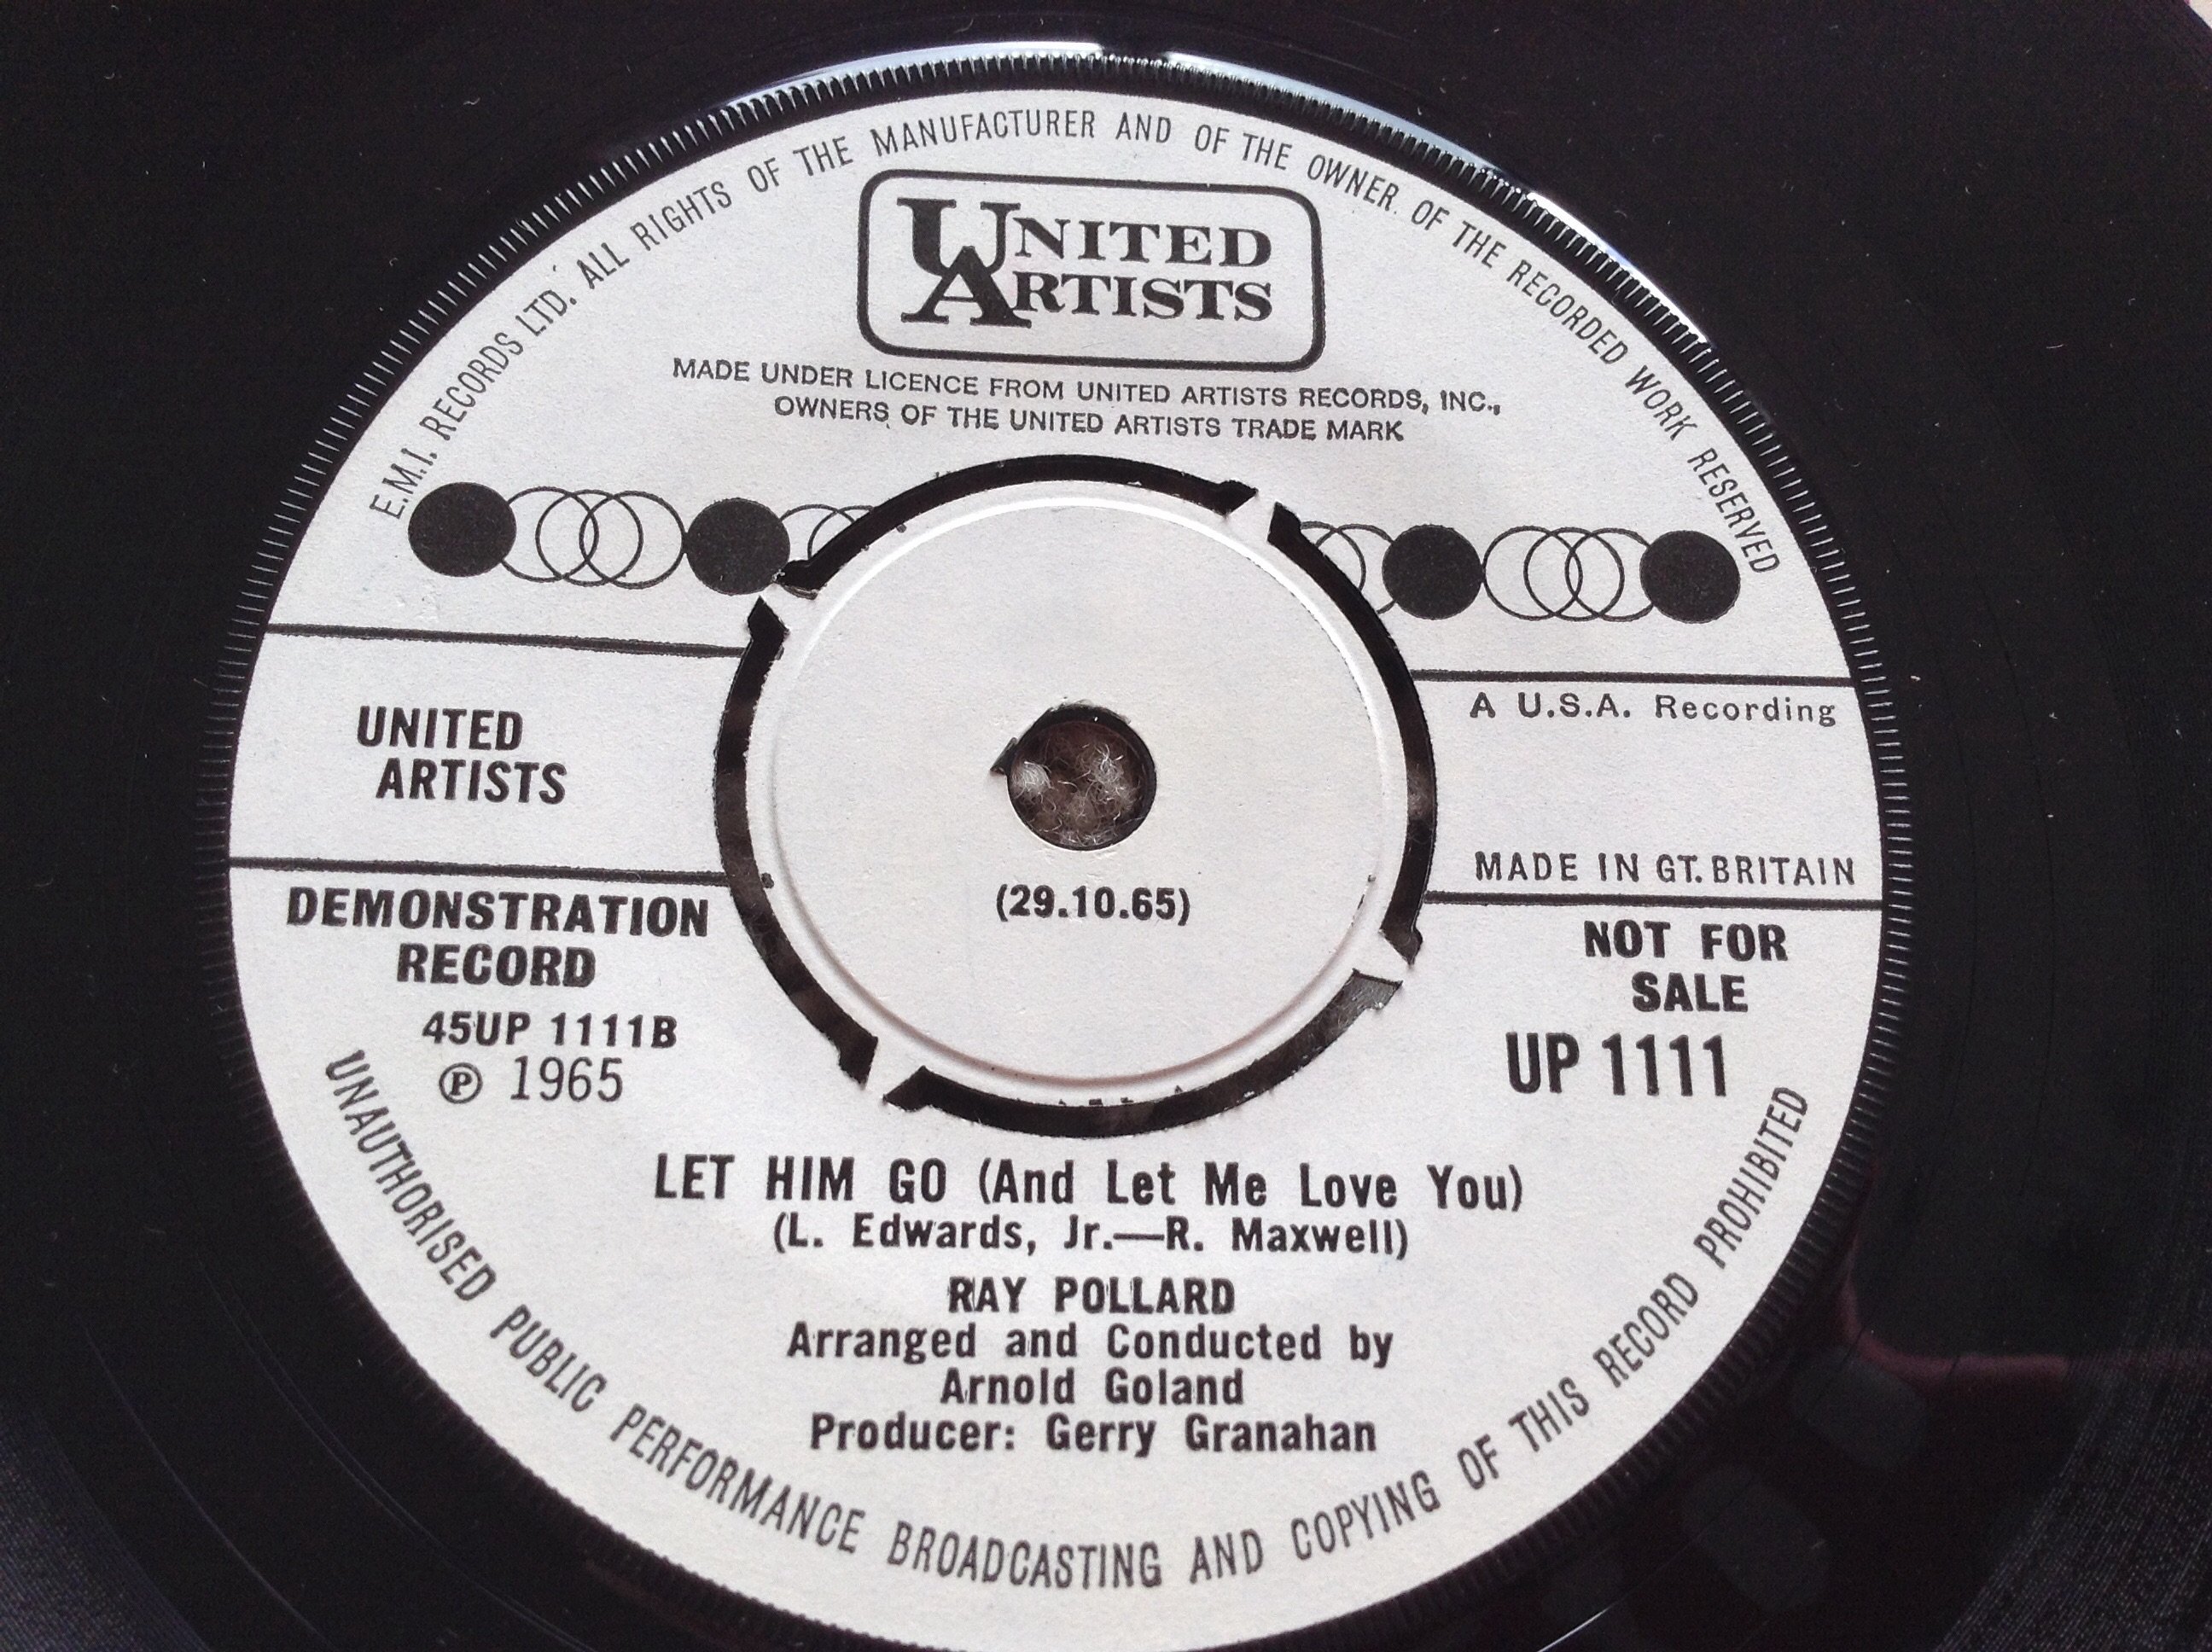 E.M.I. RECORDS LTD. ALL RIGHTS OF THE MANUFACTURER AND OF THE OWNER OF THE RECORDED WORK RESERVED
UNITED
ARTISTS
MADE UNDER LICENCE FROM UNITED ARTISTS RECORDS, INC.,
OWNERS OF THE UNITED ARTISTS TRADE MARK
UNITED
ARTISTS
A U.S.A. Recording
MADE IN GT. BRITAIN
(29.10.65)
DEMONSTRATION
RECORD
45UP 1111B
℗ 1965
NOT FOR
SALE
UP 1111
LET HIM GO (And Let Me Love You)
(L. Edwards, Jr.—R. Maxwell)
RAY POLLARD
Arranged and Conducted by
Arnold Goland
Producer: Gerry Granahan
UNAUTHORISED PUBLIC PERFORMANCE BROADCASTING AND COPYING OF THIS RECORD PROHIBITED